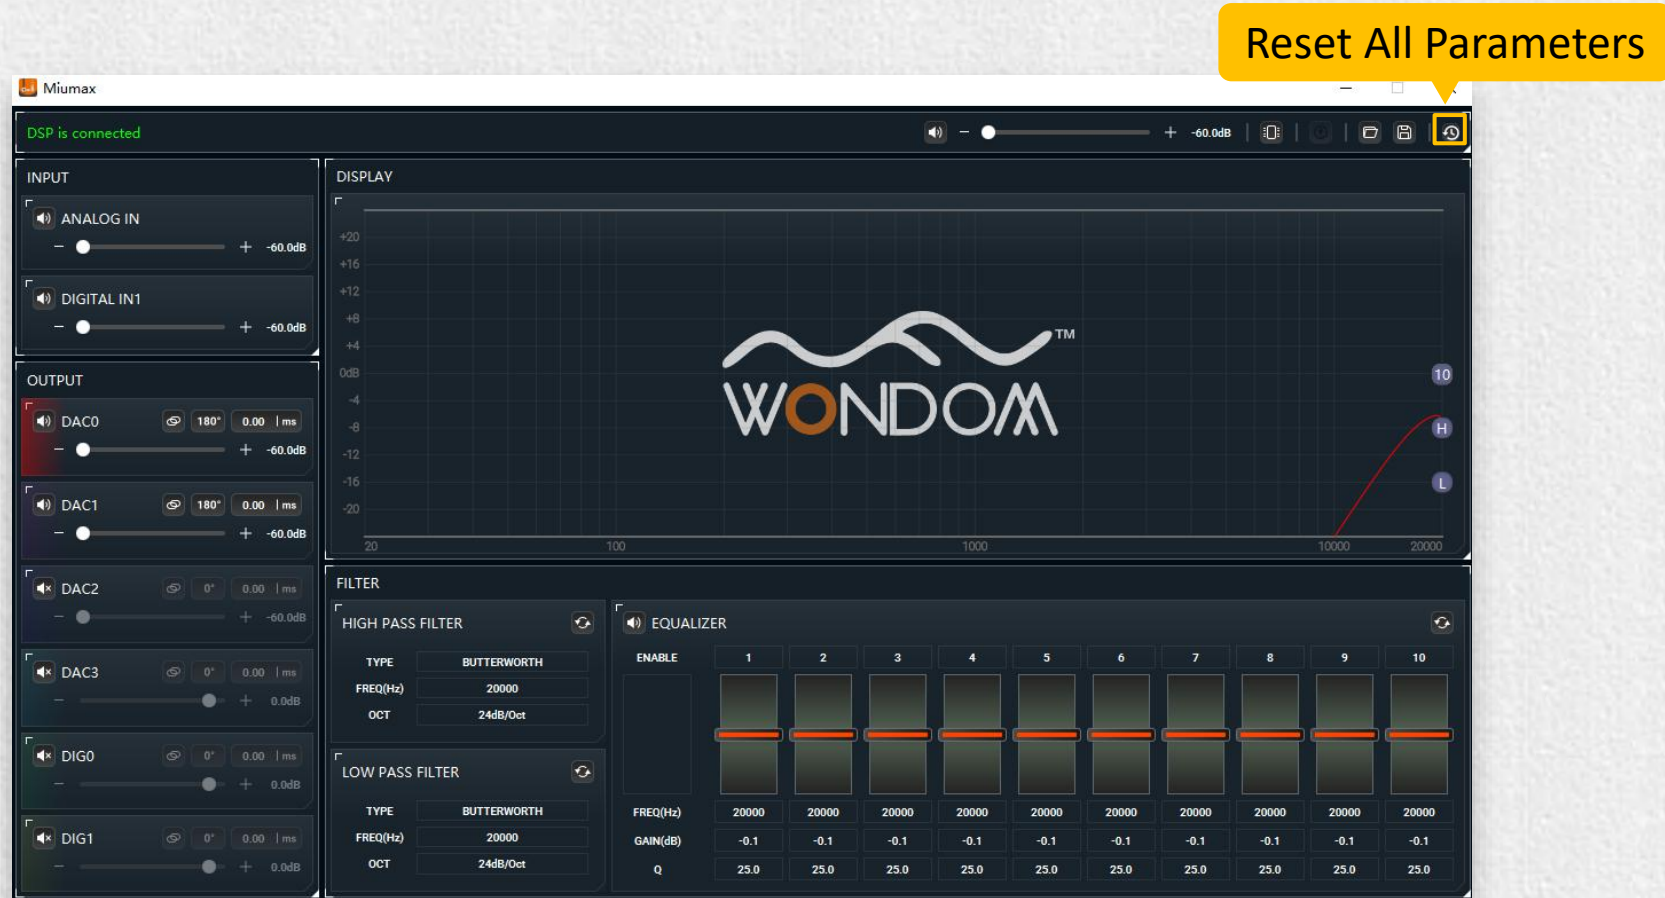 Reset All Parameters
Miumax
DSP is connected
-60.0dB
INPUT
ANALOG IN
-60.0dB
DIGITAL IN1
-60.0dB
OUTPUT
DAC0 180° 0.00 | ms
-60.0dB
DAC1 180° 0.00 | ms
-60.0dB
DAC2 0° 0.00 | ms
-60.0dB
DAC3 0° 0.00 | ms
0.0dB
DIG0 0° 0.00 | ms
0.0dB
DIG1 0° 0.00 | ms
0.0dB
DISPLAY
+20
+16
+12
+8
+4
0dB
-4
-8
-12
-16
-20
20 100 1000 10000 20000
WONDOM TM
10
H
L
FILTER
HIGH PASS FILTER
TYPE BUTTERWORTH
FREQ(Hz) 20000
OCT 24dB/Oct
LOW PASS FILTER
TYPE BUTTERWORTH
FREQ(Hz) 20000
OCT 24dB/Oct
EQUALIZER
ENABLE 1 2 3 4 5 6 7 8 9 10
FREQ(Hz) 20000 20000 20000 20000 20000 20000 20000 20000 20000 20000
GAIN(dB) -0.1 -0.1 -0.1 -0.1 -0.1 -0.1 -0.1 -0.1 -0.1 -0.1
Q 25.0 25.0 25.0 25.0 25.0 25.0 25.0 25.0 25.0 25.0